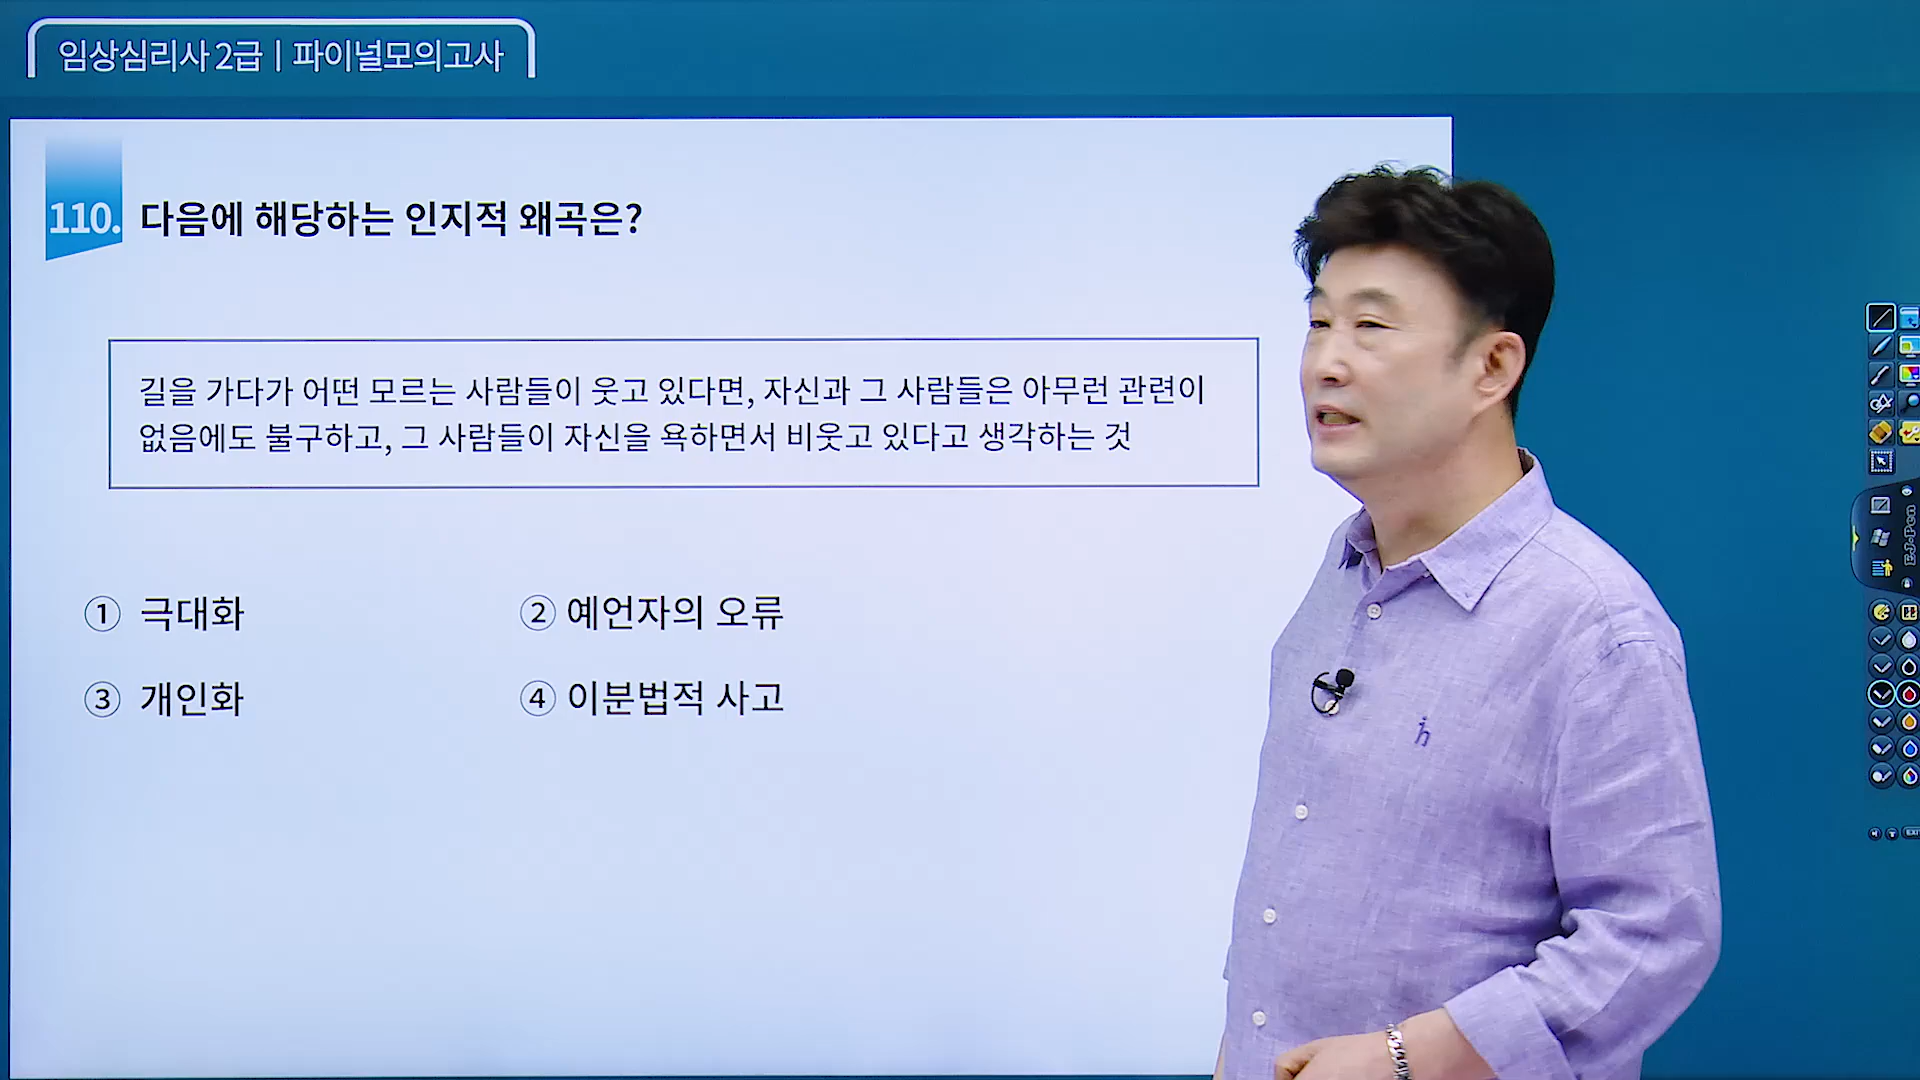 임상심리사 2급 | 파이널모의고사
110. 다음에 해당하는 인지적 왜곡은?
길을 가다가 어떤 모르는 사람들이 웃고 있다면, 자신과 그 사람들은 아무런 관련이
없음에도 불구하고, 그 사람들이 자신을 욕하면서 비웃고 있다고 생각하는 것
① 극대화
② 예언자의 오류
③ 개인화
④ 이분법적 사고
h
EJ-Pen
EXI